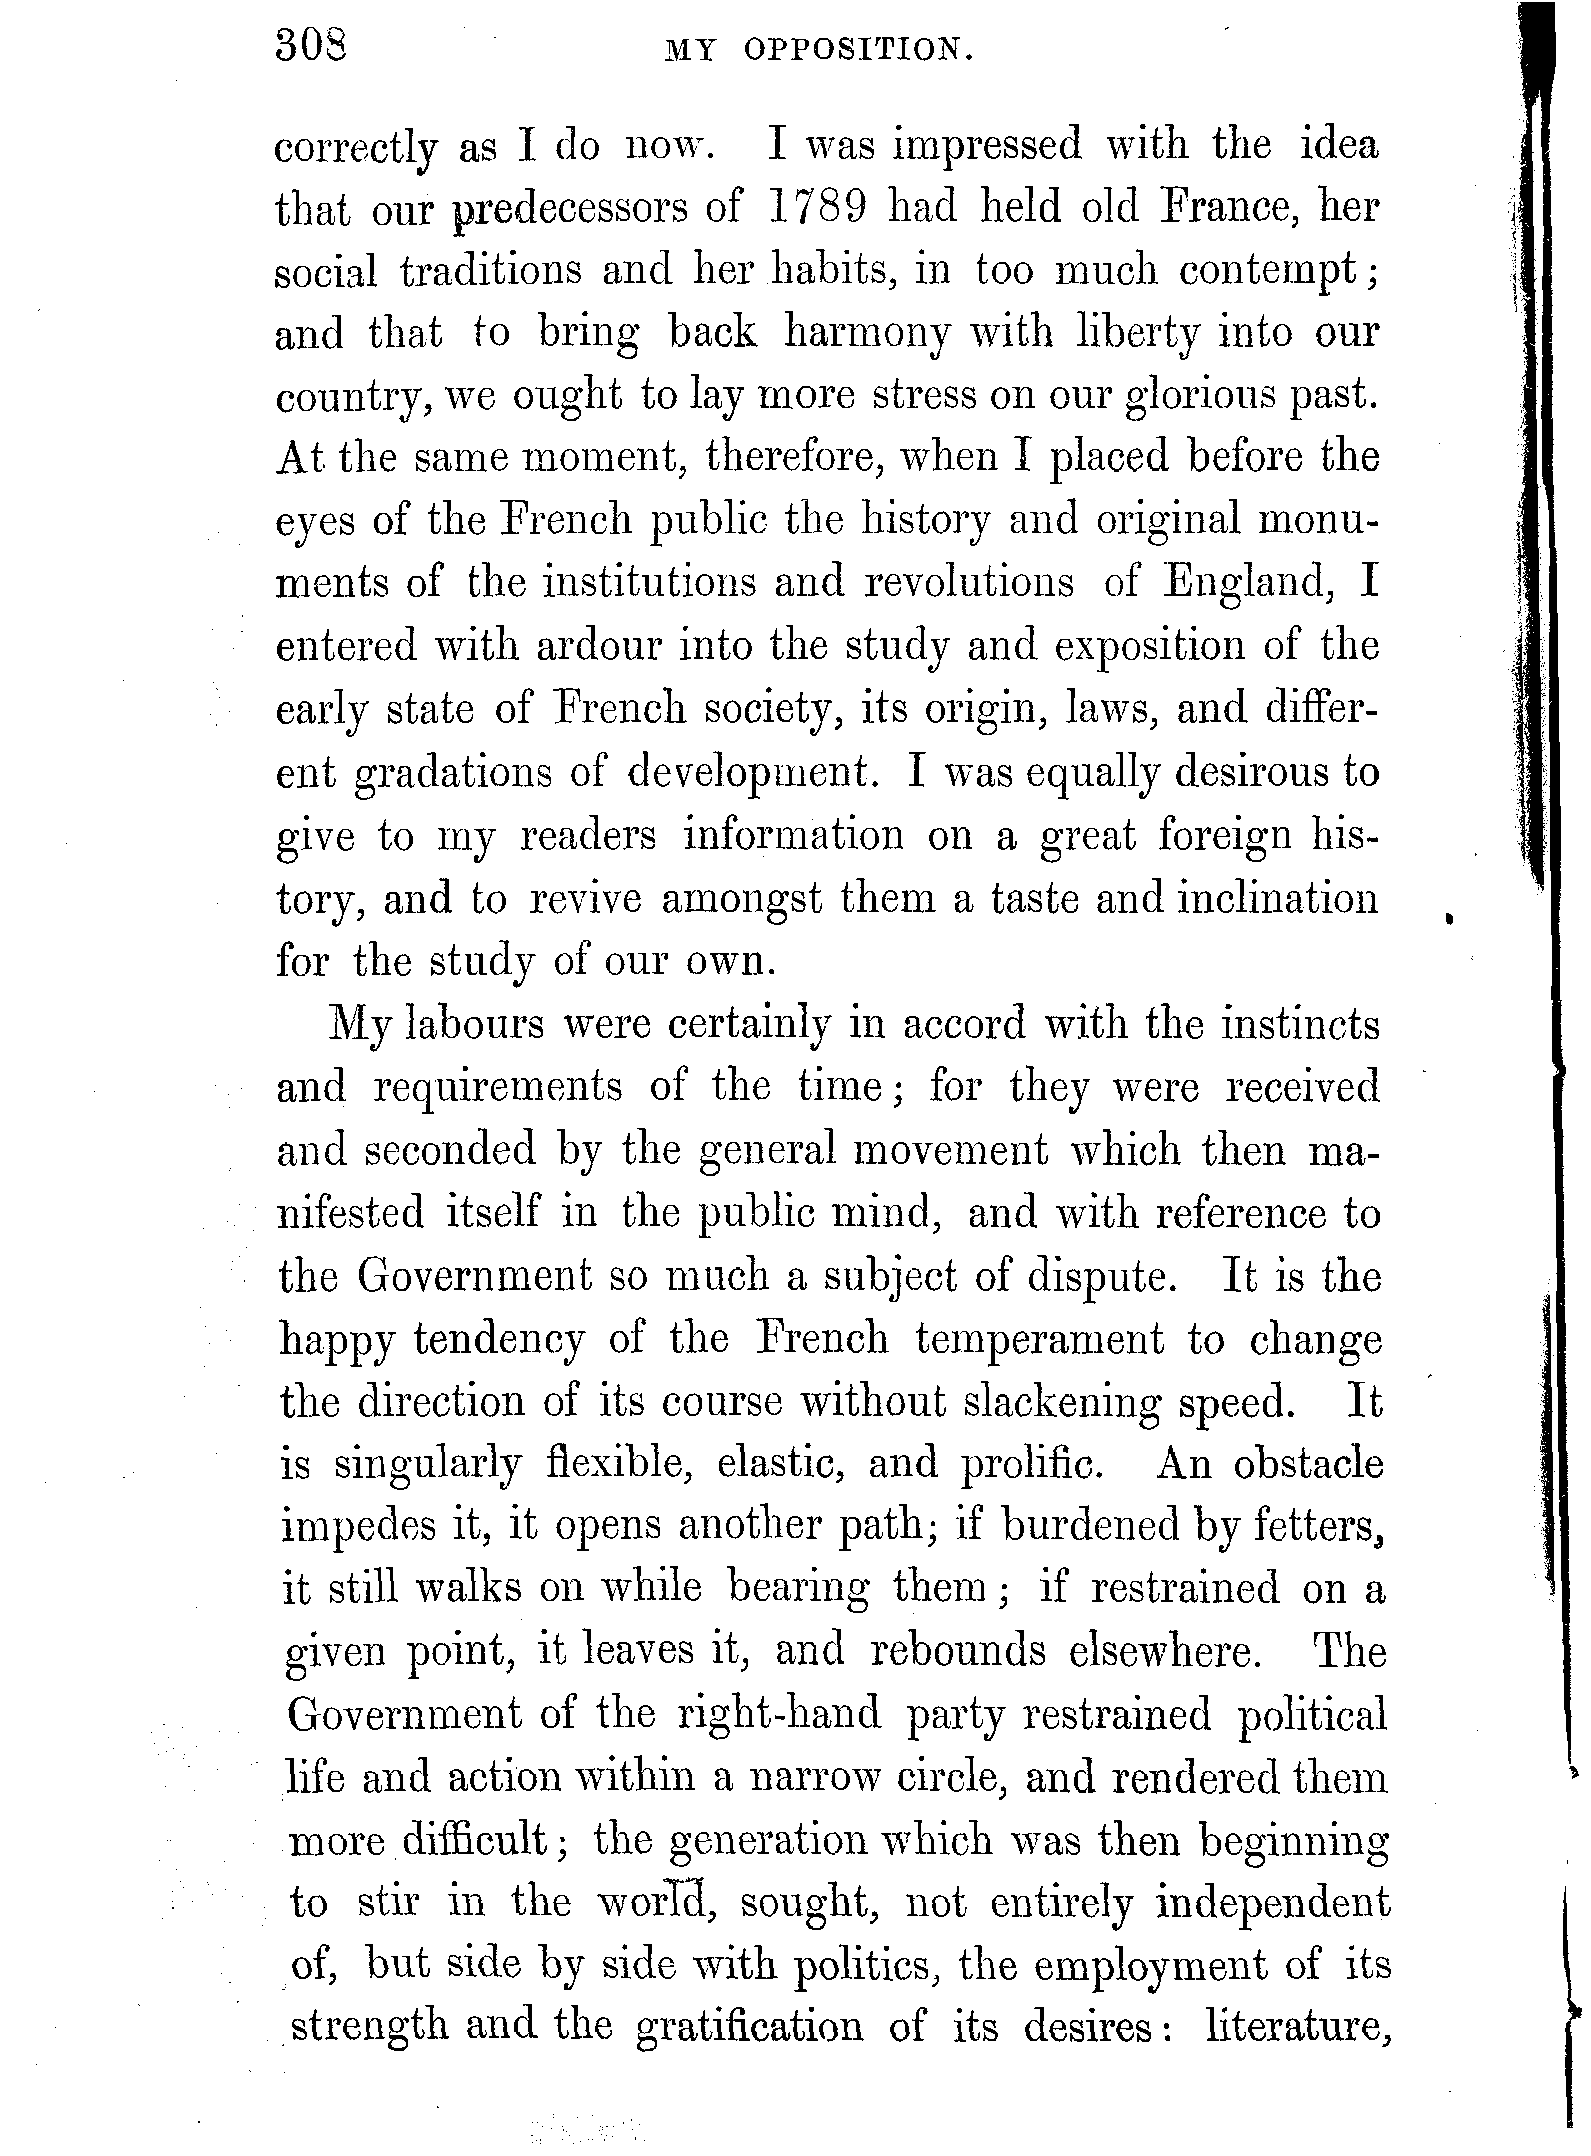 308 MY OPPOSITION.
correctly as I do now. I was impressed with the idea
that our predecessors of 1789 had held old France, her
social traditions and her habits, in too much contempt;
and that to bring back harmony with liberty into our
country, we ought to lay more stress on our glorious past.
At the same moment, therefore, when I placed before the
eyes of the French public the history and original monu-
ments of the institutions and revolutions of England, I
entered with ardour into the study and exposition of the
early state of French society, its origin, laws, and differ-
ent gradations of development. I was equally desirous to
give to my readers information on a great foreign his-
tory, and to revive amongst them a taste and inclination
for the study of our own.
My labours were certainly in accord with the instincts
and requirements of the time; for they were received
and seconded by the general movement which then ma-
nifested itself in the public mind, and with reference to
the Government so much a subject of dispute. It is the
happy tendency of the French temperament to change
the direction of its course without slackening speed. It
is singularly flexible, elastic, and prolific. An obstacle
impedes it, it opens another path; if burdened by fetters,
it still walks on while bearing them; if restrained on a
given point, it leaves it, and rebounds elsewhere. The
Government of the right-hand party restrained political
life and action within a narrow circle, and rendered them
more difficult; the generation which was then beginning
to stir in the world, sought, not entirely independent
of, but side by side with politics, the employment of its
strength and the gratification of its desires: literature,